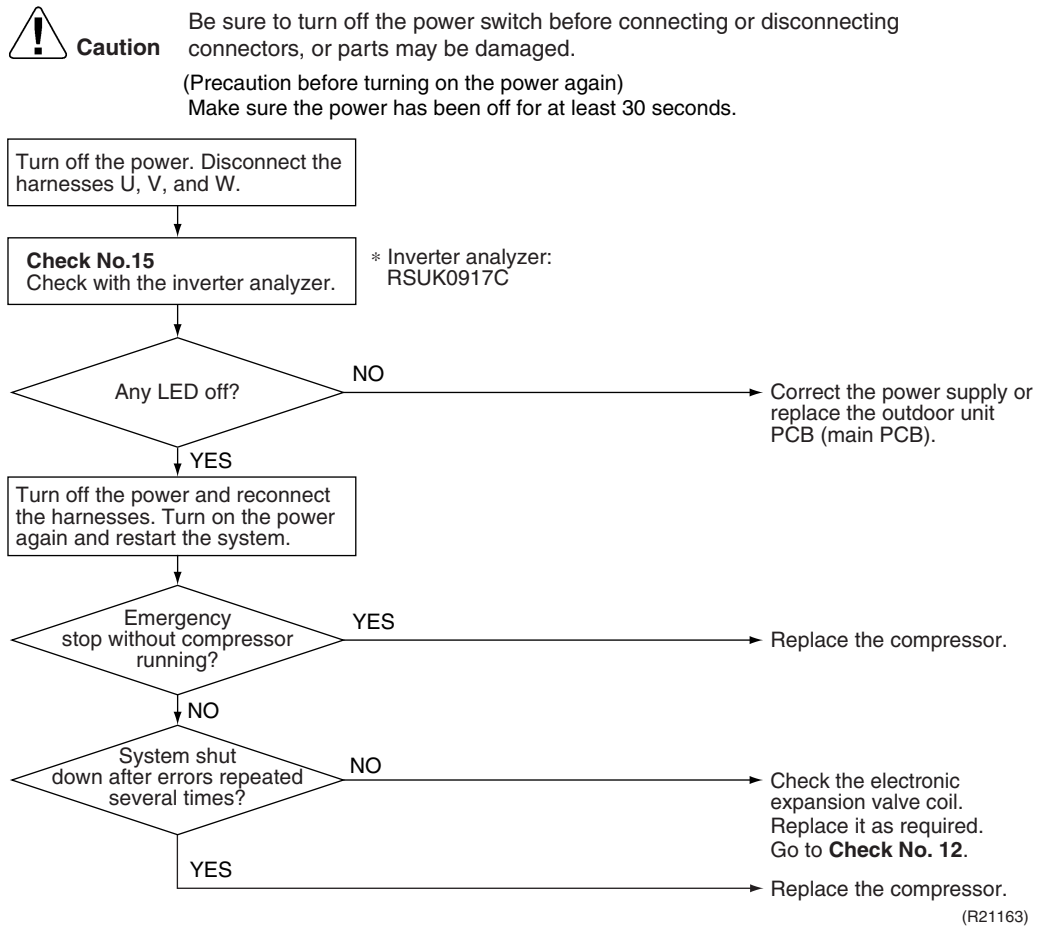 Caution
Be sure to turn off the power switch before connecting or disconnecting
connectors, or parts may be damaged.
(Precaution before turning on the power again)
Make sure the power has been off for at least 30 seconds.
Turn off the power. Disconnect the
harnesses U, V, and W.
Check No.15
Check with the inverter analyzer.
* Inverter analyzer:
RSUK0917C
Any LED off?
NO
Correct the power supply or
replace the outdoor unit
PCB (main PCB).
YES
Turn off the power and reconnect
the harnesses. Turn on the power
again and restart the system.
Emergency
stop without compressor
running?
YES
Replace the compressor.
NO
System shut
down after errors repeated
several times?
NO
Check the electronic
expansion valve coil.
Replace it as required.
Go to Check No. 12.
YES
Replace the compressor.
(R21163)